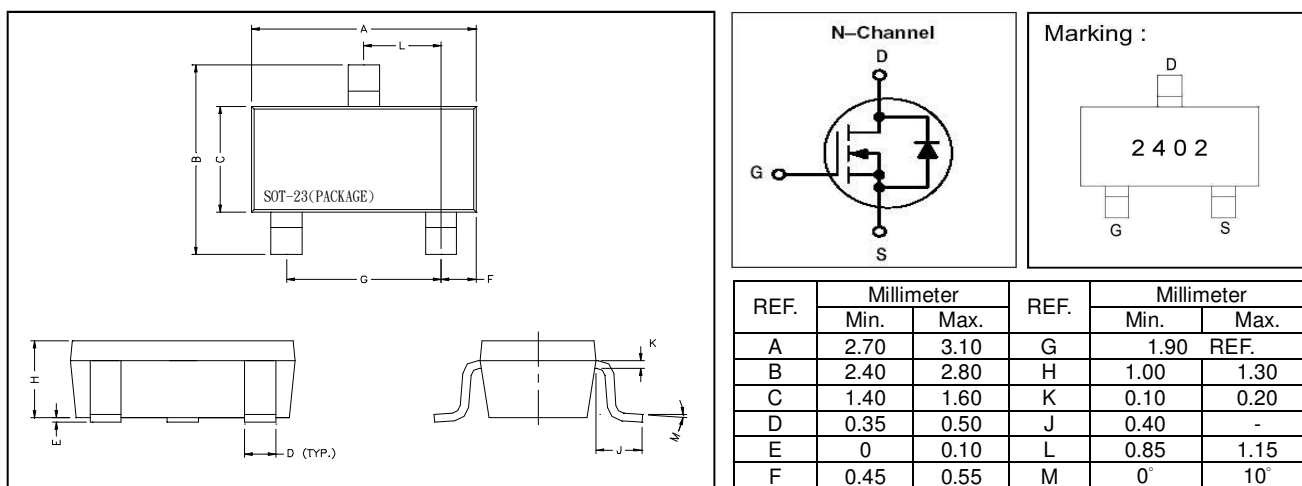 A
L
B
C
SOT-23(PACKAGE)
G
F
H
E
D (TYP.)
K
J
M
N–Channel
D
G
S
Marking :
D
2402
G
S
REF. Millimeter REF. Millimeter
Min. Max. Min. Max.
A 2.70 3.10 G 1.90 REF.
B 2.40 2.80 H 1.00 1.30
C 1.40 1.60 K 0.10 0.20
D 0.35 0.50 J 0.40 -
E 0 0.10 L 0.85 1.15
F 0.45 0.55 M 0° 10°